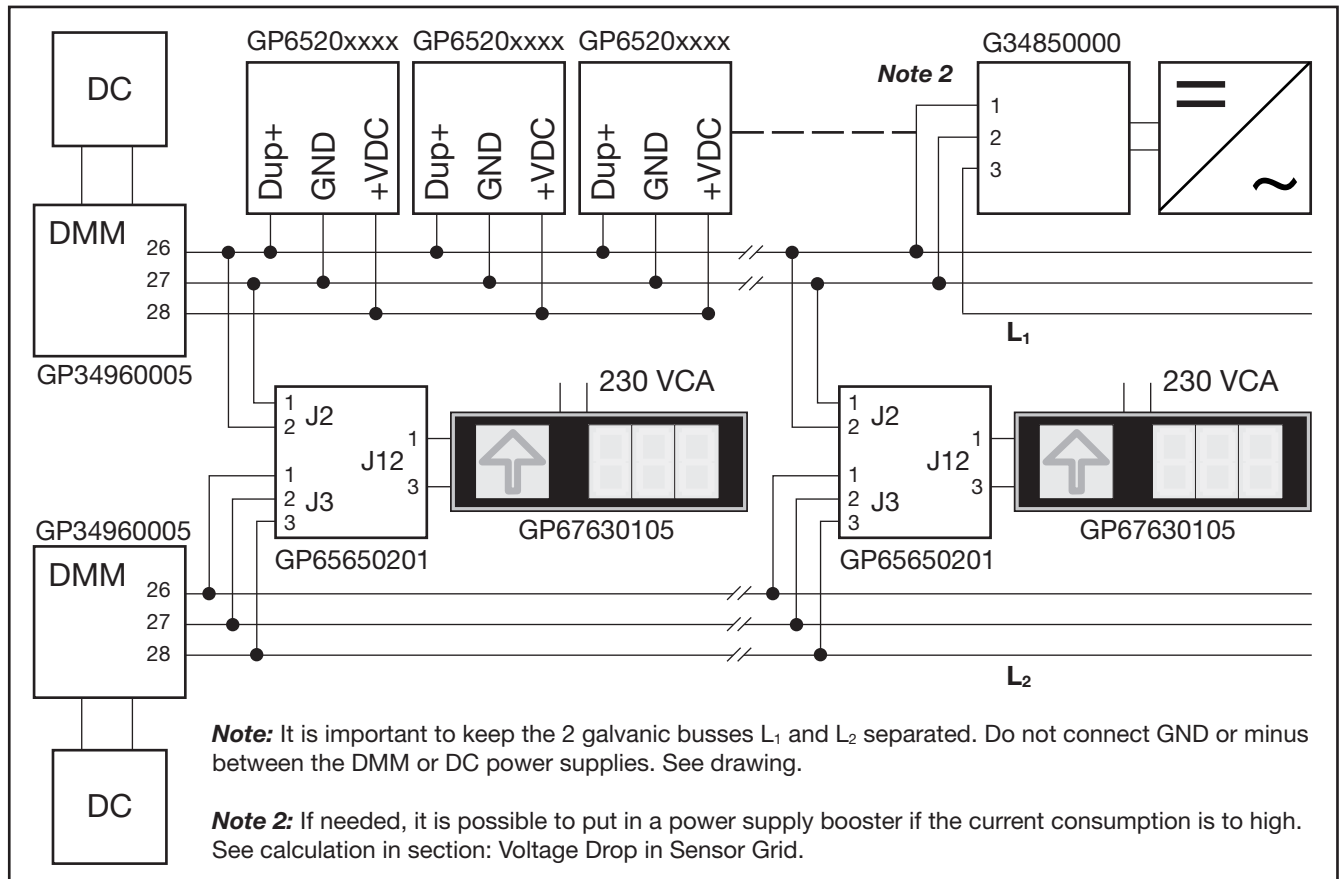 GP6520xxxx GP6520xxxx GP6520xxxx
G34850000
DC
Note 2
Dup+ GND +VDC
Dup+ GND +VDC
Dup+ GND +VDC
1
2
3
DMM
26
27
28
GP34960005
L₁
230 VCA
1
2
J2
1
2
3
J3
J12
1
3
GP65650201
GP67630105
230 VCA
1
2
J2
1
2
3
J3
J12
1
3
GP65650201
GP67630105
GP34960005
DMM
26
27
28
L₂
DC
Note: It is important to keep the 2 galvanic busses L₁ and L₂ separated. Do not connect GND or minus
between the DMM or DC power supplies. See drawing.
Note 2: If needed, it is possible to put in a power supply booster if the current consumption is to high.
See calculation in section: Voltage Drop in Sensor Grid.